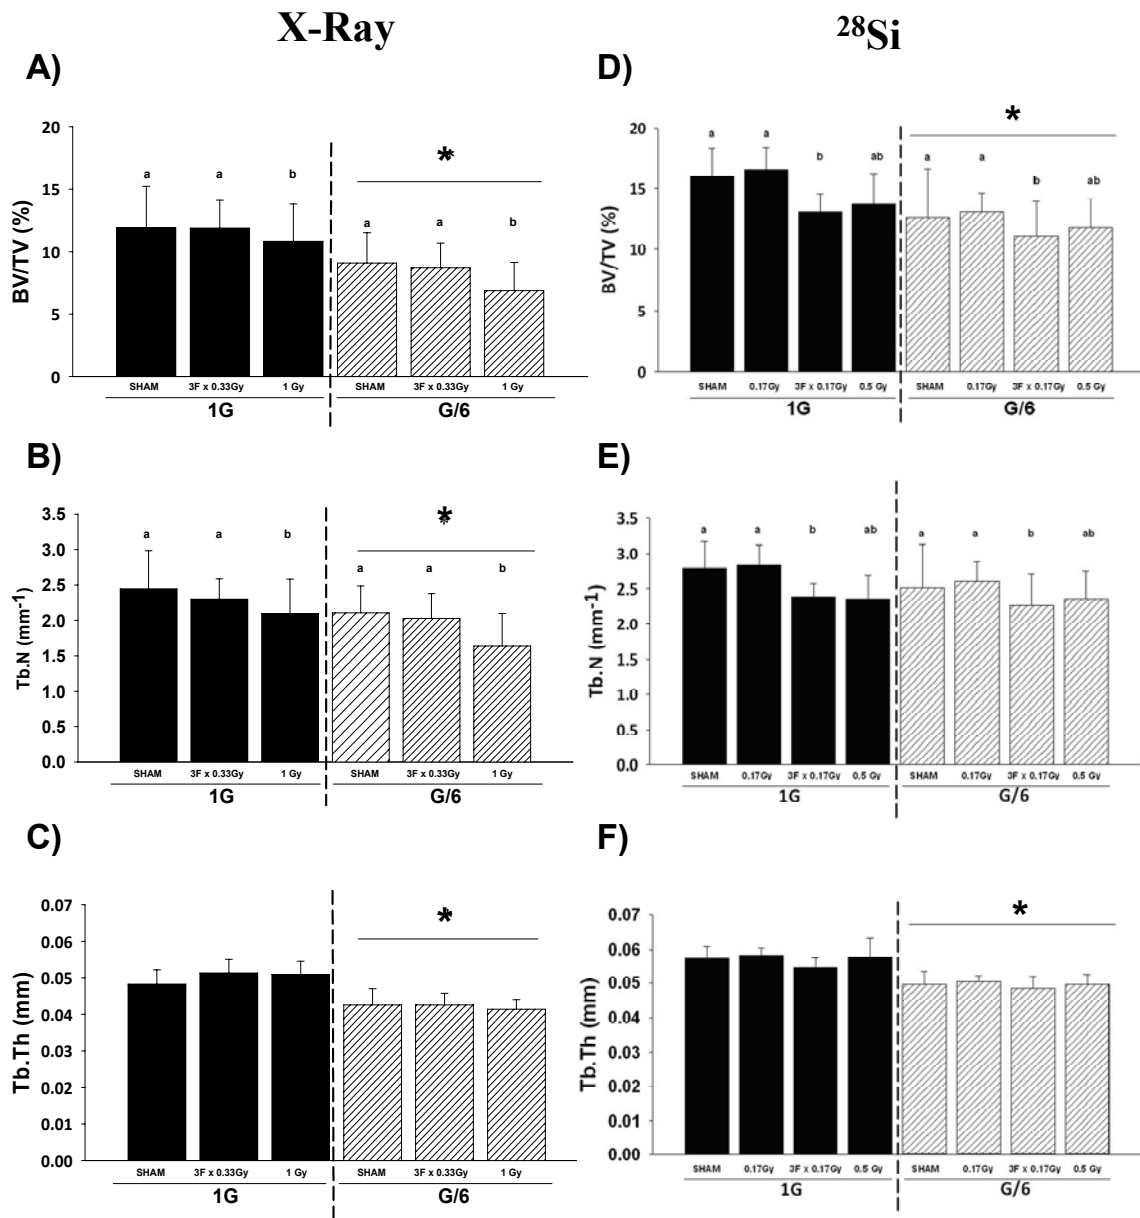 X-Ray
28Si
A)
BV/TV (%)
20
15
10
5
0
a a b
*
a a b
SHAM 3F x 0.33Gy 1 Gy SHAM 3F x 0.33Gy 1 Gy
1G G/6
D)
BV/TV (%)
20
15
10
5
0
a a b ab
*
a a b ab
SHAM 0.17Gy 3F x 0.17Gy 0.5 Gy SHAM 0.17Gy 3F x 0.17Gy 0.5 Gy
1G G/6
B)
Tb.N (mm-1)
3.5
3.0
2.5
2.0
1.5
1.0
0.5
0.0
a a b
*
a a b
SHAM 3F x 0.33Gy 1 Gy SHAM 3F x 0.33Gy 1 Gy
1G G/6
E)
Tb.N (mm-1)
3.5
3.0
2.5
2.0
1.5
1.0
0.5
0.0
a a b ab a a b ab
SHAM 0.17Gy 3F x 0.17Gy 0.5 Gy SHAM 0.17Gy 3F x 0.17Gy 0.5 Gy
1G G/6
C)
Tb.Th (mm)
0.07
0.06
0.05
0.04
0.03
0.02
0.01
0.00
*
SHAM 3F x 0.33Gy 1 Gy SHAM 3F x 0.33Gy 1 Gy
1G G/6
F)
Tb.Th (mm)
0.07
0.06
0.05
0.04
0.03
0.02
0.01
0.00
*
SHAM 0.17Gy 3F x 0.17Gy 0.5 Gy SHAM 0.17Gy 3F x 0.17Gy 0.5 Gy
1G G/6